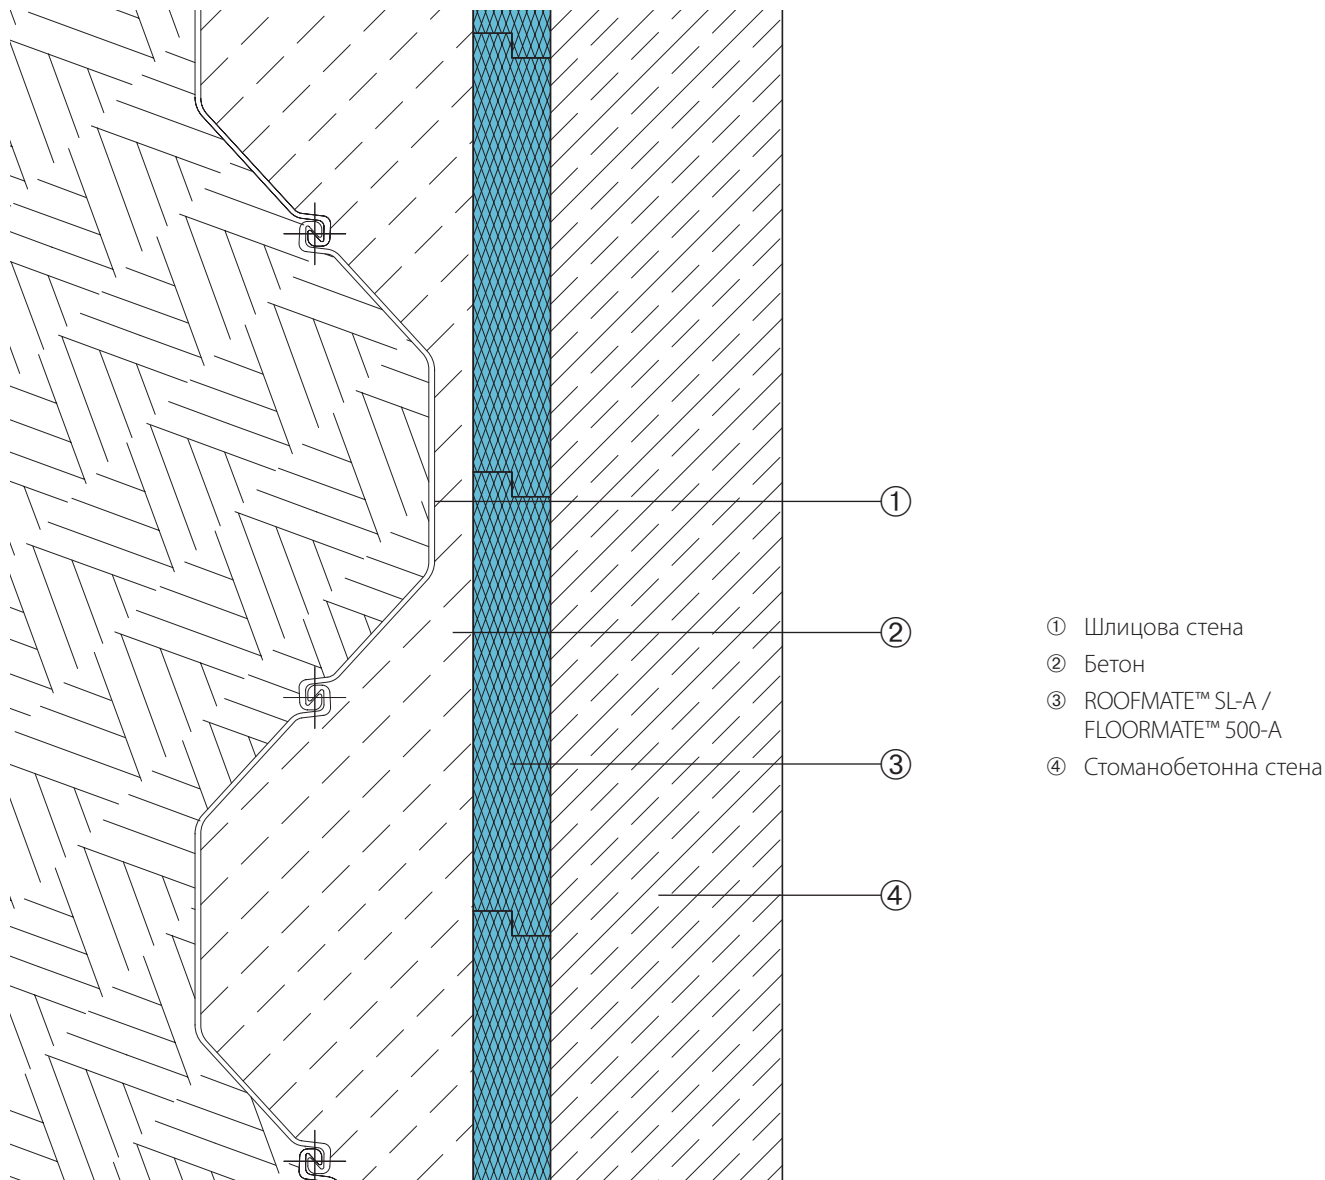 ①
②
③
④
① Шлицова стена
② Бетон
③ ROOFMATE™ SL-A /
FLOORMATE™ 500-A
④ Стоманобетонна стена